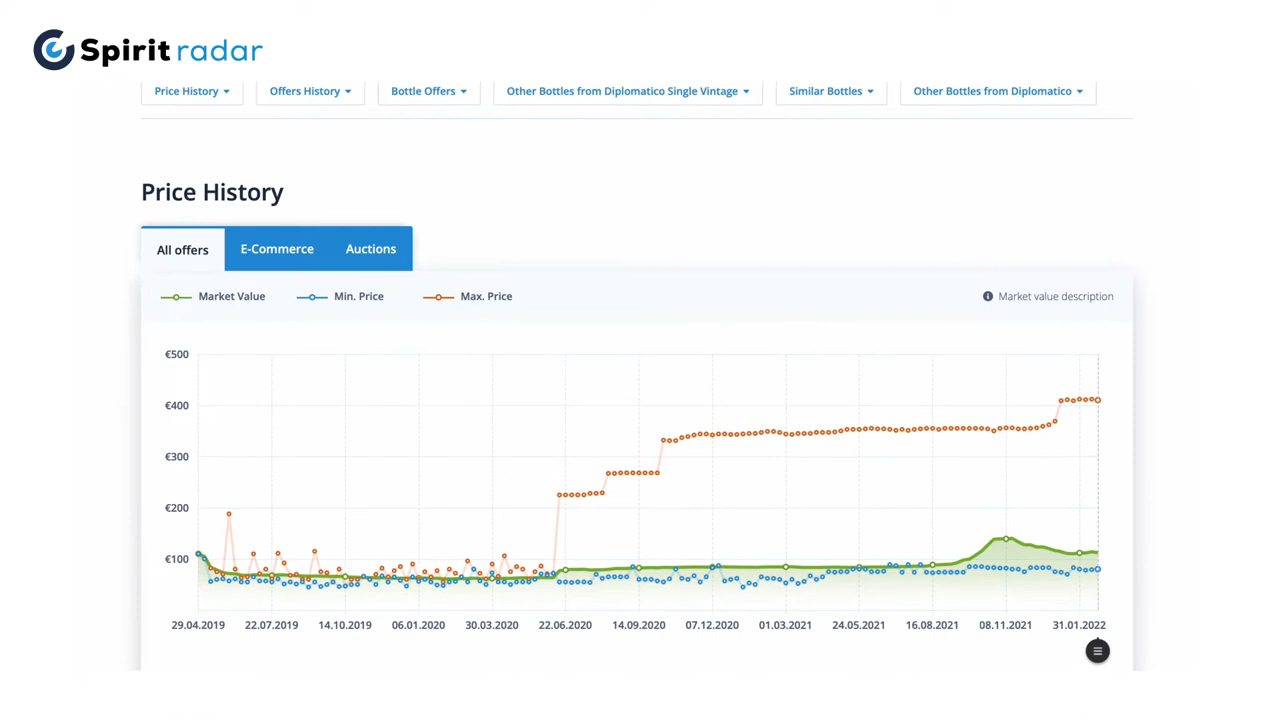 Spirit radar
Price History Offers History Bottle Offers Other Bottles from Diplomatico Single Vintage Similar Bottles Other Bottles from Diplomatico
Price History
All offers E-Commerce Auctions
Market Value Min. Price Max. Price Market value description
€500
€400
€300
€200
€100
29.04.2019 22.07.2019 14.10.2019 06.01.2020 30.03.2020 22.06.2020 14.09.2020 07.12.2020 01.03.2021 24.05.2021 16.08.2021 08.11.2021 31.01.2022